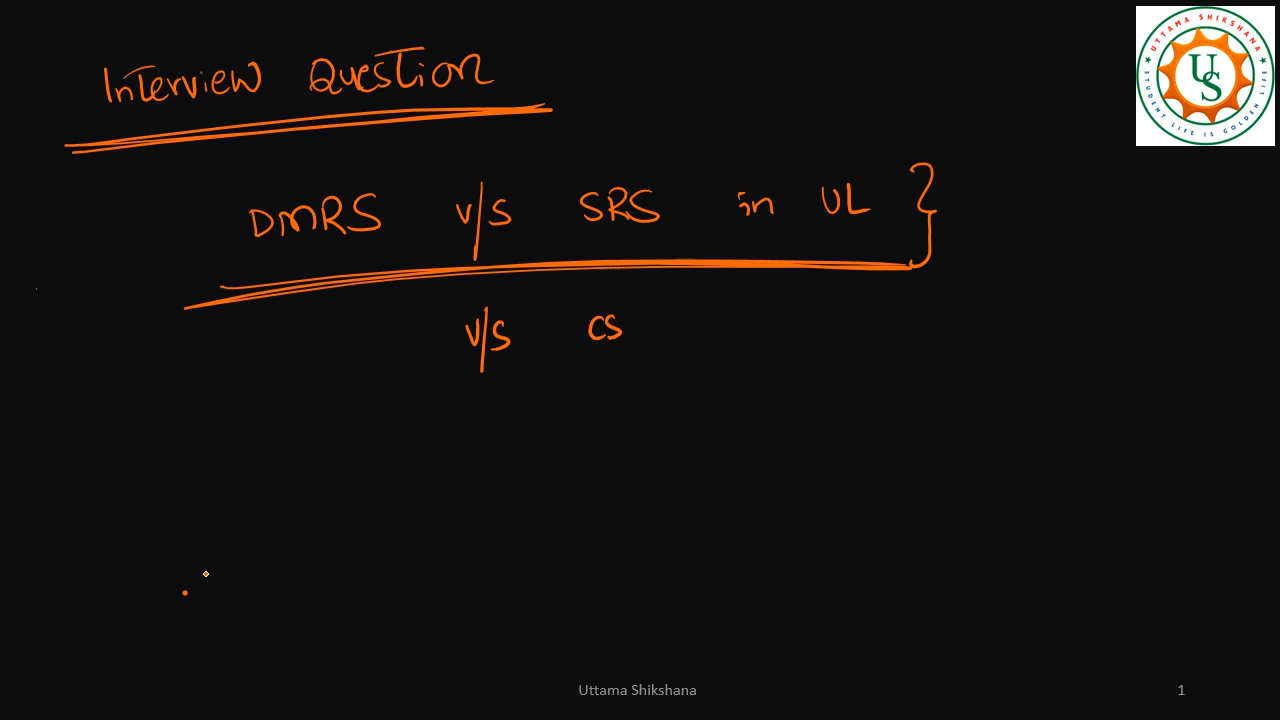 Interview Question
DMRS v/s SRS in UL }
v/s CS
UTTAMA SHIKSHANA
US
STUDENT LIFE IS GOLDEN LIFE
Uttama Shikshana
1